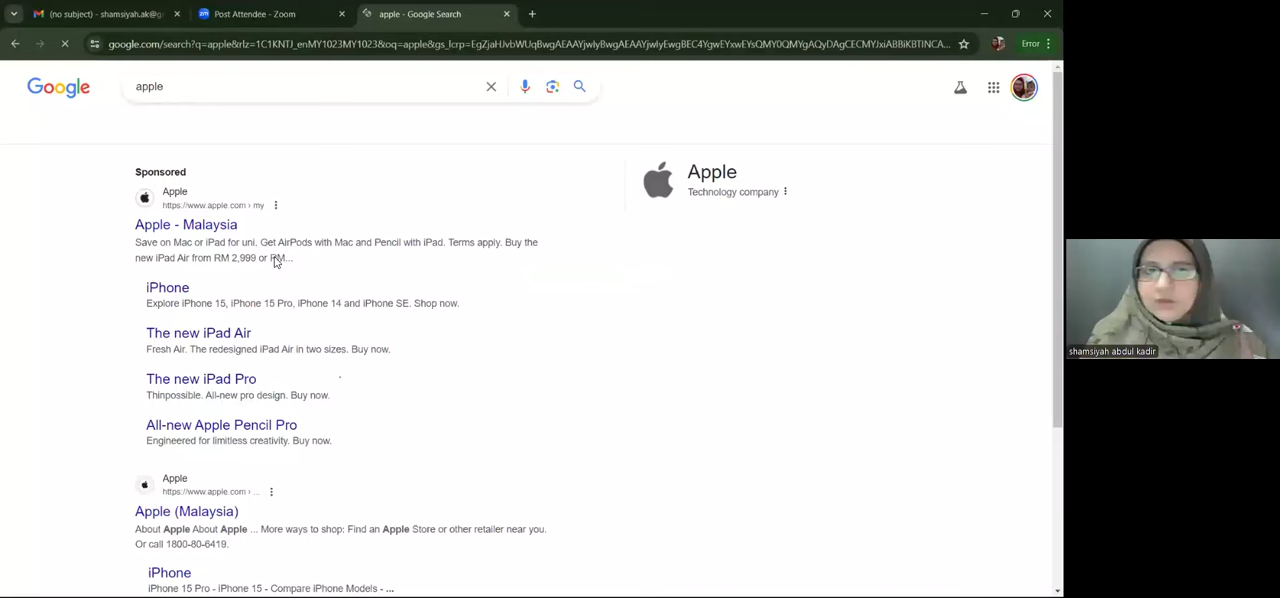 (no subject) - shamsiyah.ak@g
Post Attendee - Zoom
apple - Google Search
google.com/search?q=apple&rlz=1C1KNTJ_enMY1023MY1023&oq=apple&gs_lcrp=
Error
Google
apple
Sponsored
Apple
https://www.apple.com › my
Apple - Malaysia
Save on Mac or iPad for uni. Get AirPods with Mac and Pencil with iPad. Terms apply. Buy the
new iPad Air from RM 2,999 or RM...
iPhone
Explore iPhone 15, iPhone 15 Pro, iPhone 14 and iPhone SE. Shop now.
The new iPad Air
Fresh Air. The redesigned iPad Air in two sizes. Buy now.
The new iPad Pro
Thinpossible. All-new pro design. Buy now.
All-new Apple Pencil Pro
Engineered for limitless creativity. Buy now.
Apple
https://www.apple.com › ...
Apple (Malaysia)
About Apple About Apple ... More ways to shop: Find an Apple Store or other retailer near you.
Or call 1800-80-6419.
iPhone
iPhone 15 Pro - iPhone 15 - Compare iPhone Models - ...
Apple
Technology company
shamsiyah abdul kadir